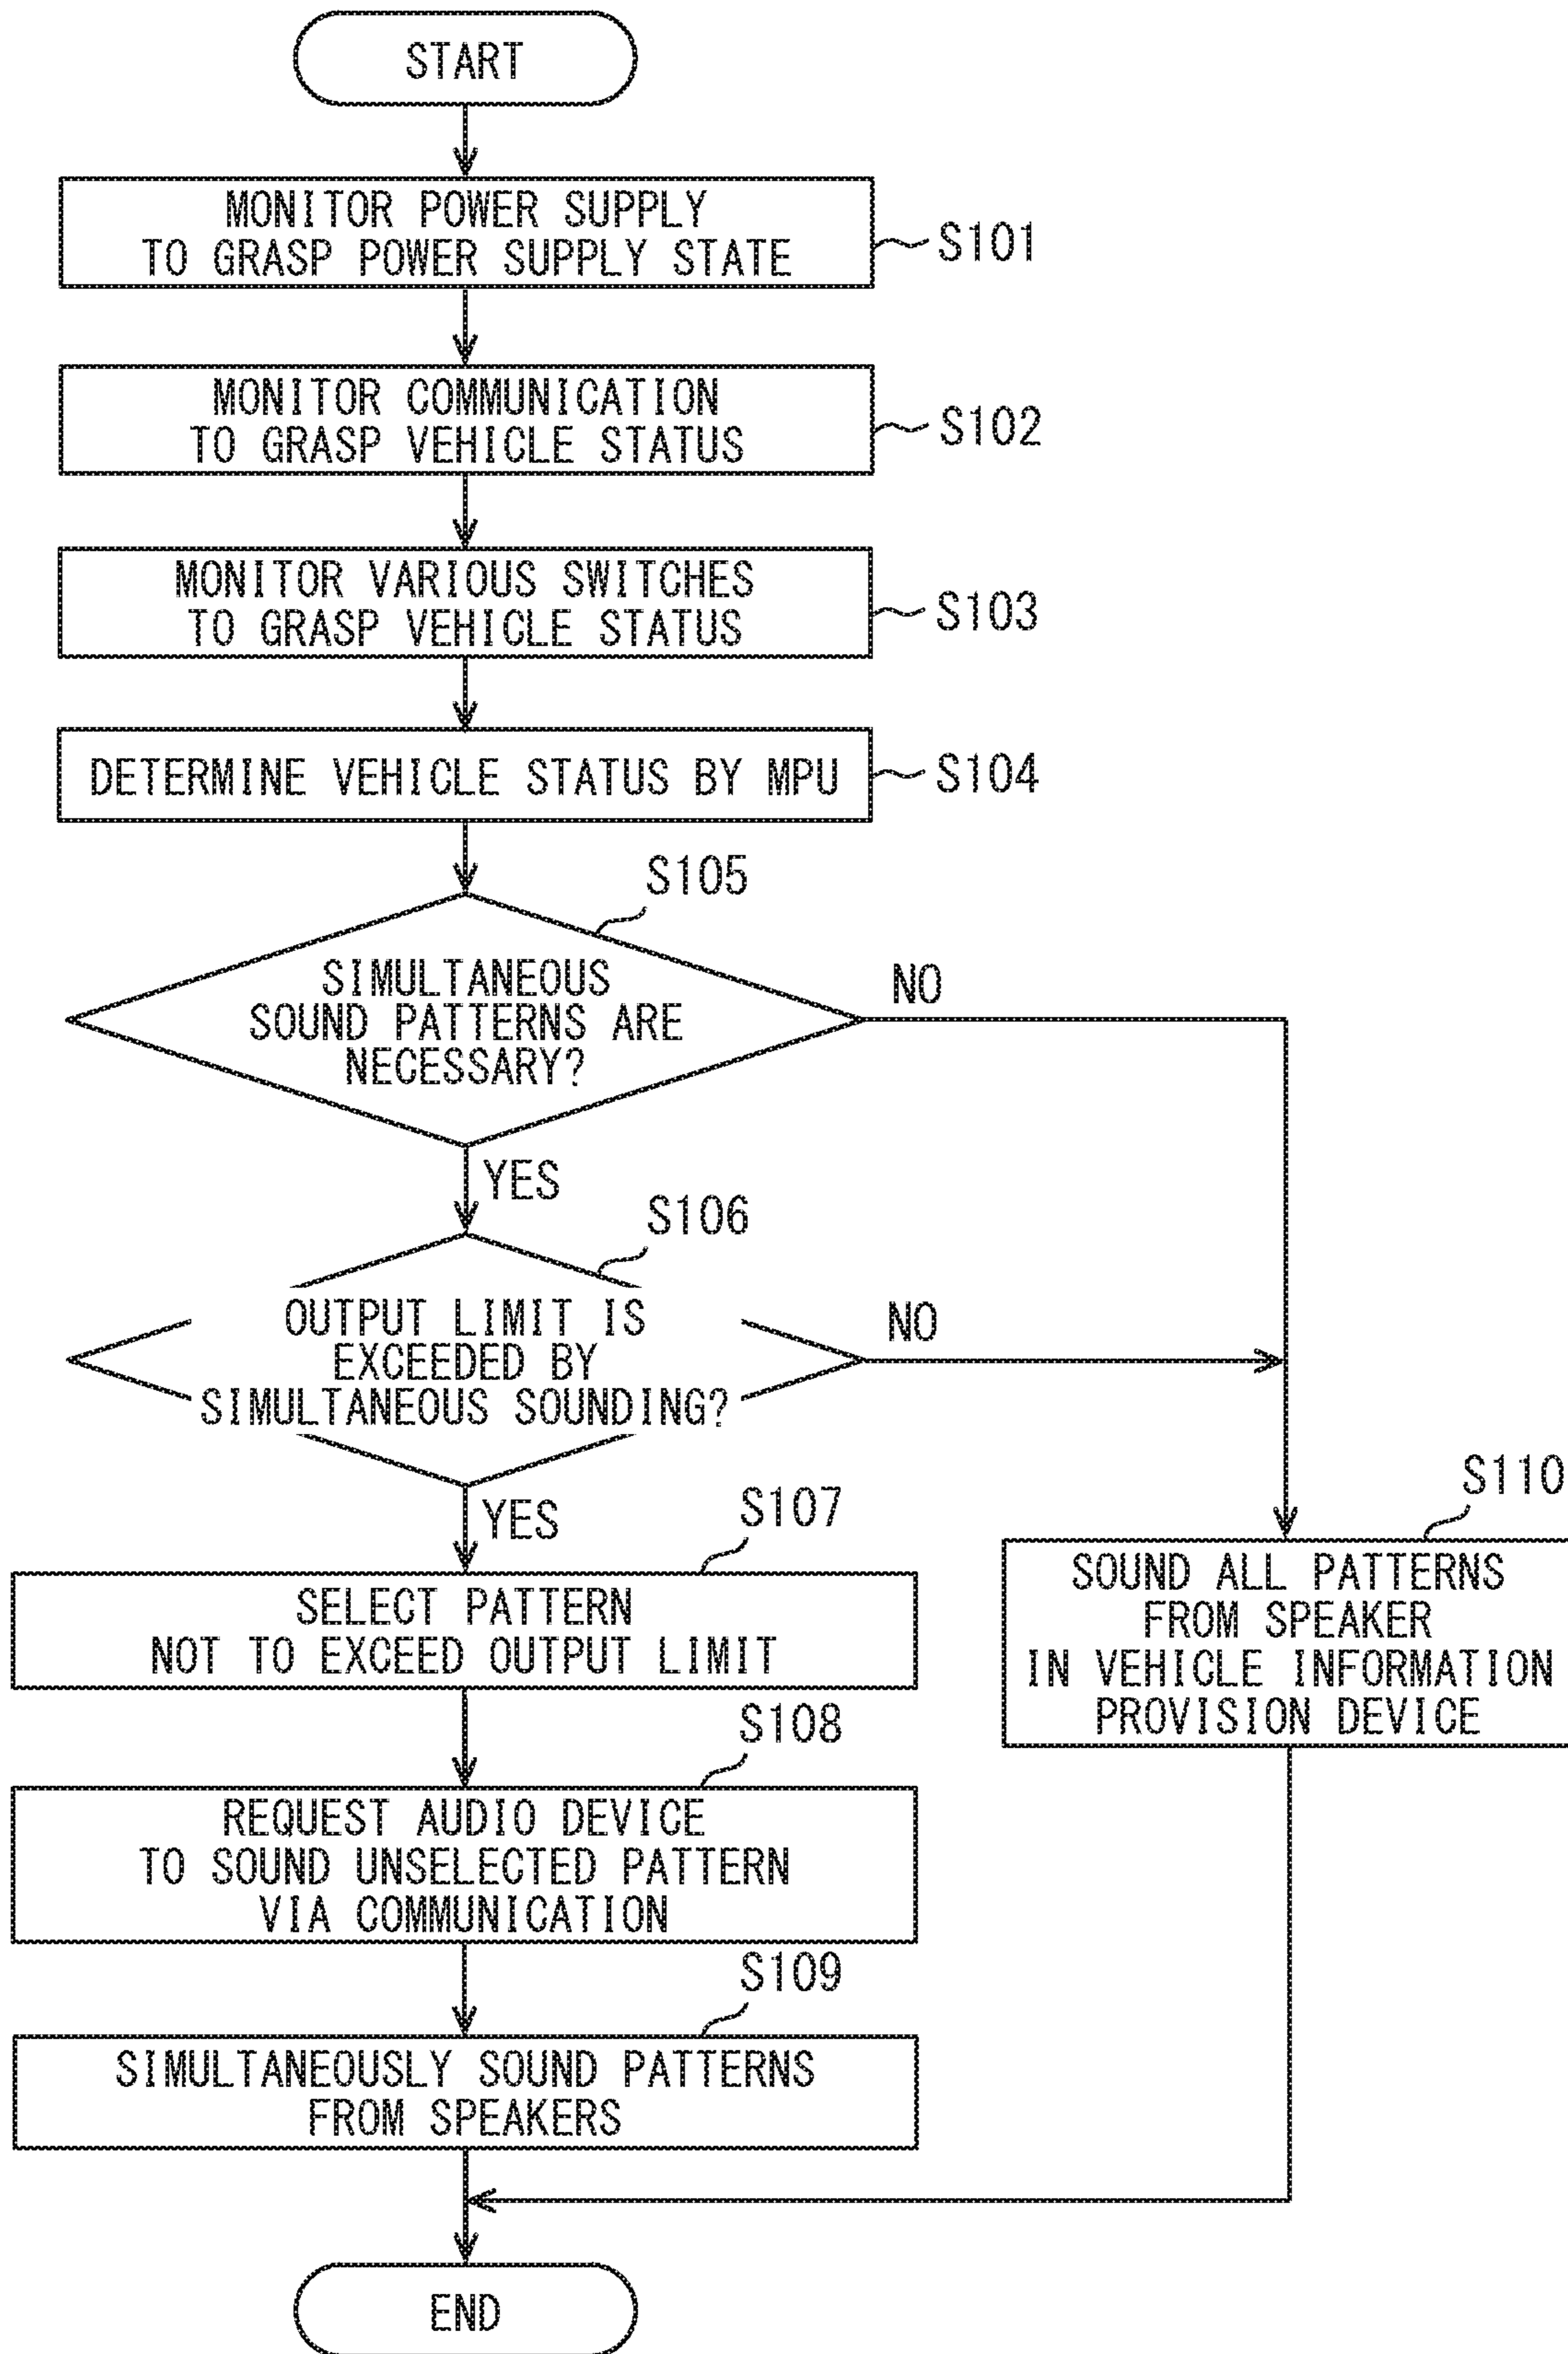 START
MONITOR POWER SUPPLY
TO GRASP POWER SUPPLY STATE
S101
MONITOR COMMUNICATION
TO GRASP VEHICLE STATUS
S102
MONITOR VARIOUS SWITCHES
TO GRASP VEHICLE STATUS
S103
DETERMINE VEHICLE STATUS BY MPU
S104
S105
SIMULTANEOUS
SOUND PATTERNS ARE
NECESSARY?
NO
YES
S106
OUTPUT LIMIT IS
EXCEEDED BY
SIMULTANEOUS SOUNDING?
NO
YES
S107
SELECT PATTERN
NOT TO EXCEED OUTPUT LIMIT
S110
SOUND ALL PATTERNS
FROM SPEAKER
IN VEHICLE INFORMATION
PROVISION DEVICE
S108
REQUEST AUDIO DEVICE
TO SOUND UNSELECTED PATTERN
VIA COMMUNICATION
S109
SIMULTANEOUSLY SOUND PATTERNS
FROM SPEAKERS
END